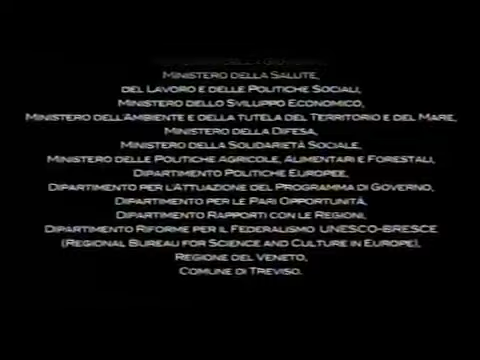 Ministero della Salute,
del Lavoro e delle Politiche Sociali,
Ministero dello Sviluppo Economico,
Ministero dell'Ambiente e della tutela del Territorio e del Mare,
Ministero della Difesa,
Ministero della Solidarietà Sociale,
Ministero delle Politiche Agricole, Alimentari e Forestali,
Dipartimento Politiche Europee,
Dipartimento per l'Attuazione del Programma di Governo,
Dipartimento per le Pari Opportunità,
Dipartimento Rapporti con le Regioni,
Dipartimento Riforme per il Federalismo UNESCO-BRESCE
(Regional Bureau for Science and Culture in Europe),
Regione del Veneto,
Comune di Treviso.